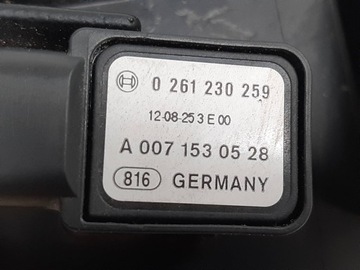 0 261 230 259
12-08-25 3 E 00
A 007 153 05 28
816 GERMANY